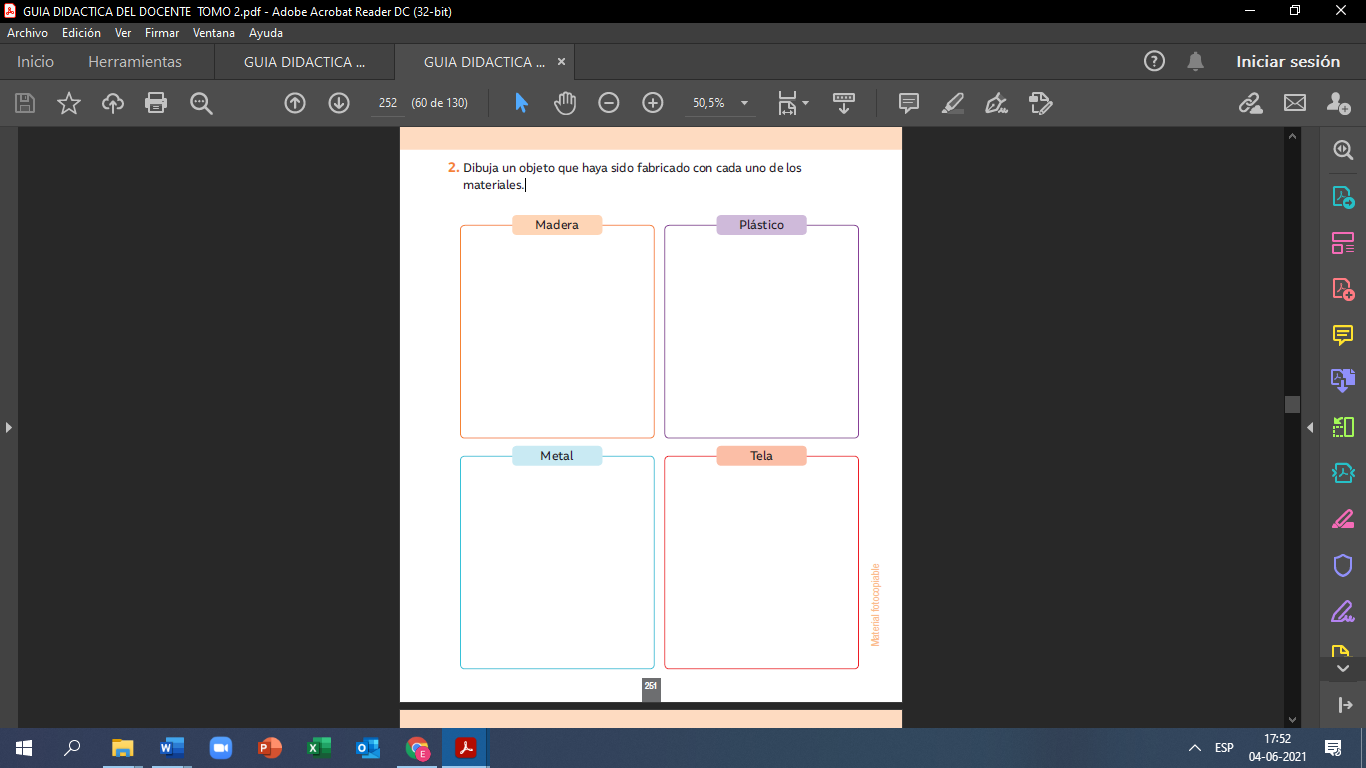 GUIA DIDACTICA DEL DOCENTE  TOMO 2.pdf - Adobe Acrobat Reader DC (32-bit)
Archivo Edición Ver Firmar Ventana Ayuda
Inicio Herramientas GUIA DIDACTICA ... GUIA DIDACTICA ... × Iniciar sesión
252 (60 de 130) 50,5%
2. Dibuja un objeto que haya sido fabricado con cada uno de los
materiales.
Madera Plástico
Metal Tela
Material fotocopiable
251
ESP 17:52
04-06-2021